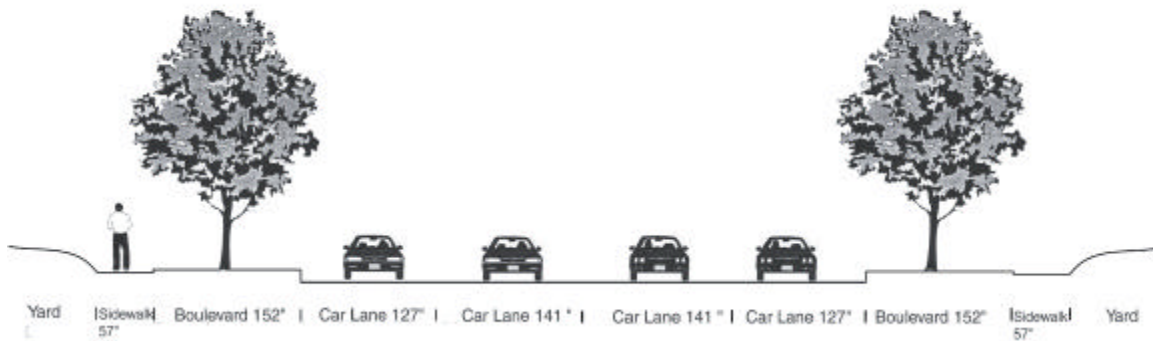 Yard | Sidewalk | Boulevard 152" | Car Lane 127" | Car Lane 141 " | Car Lane 141 " | Car Lane 127" | Boulevard 152" | Sidewalk | Yard
57" 57"